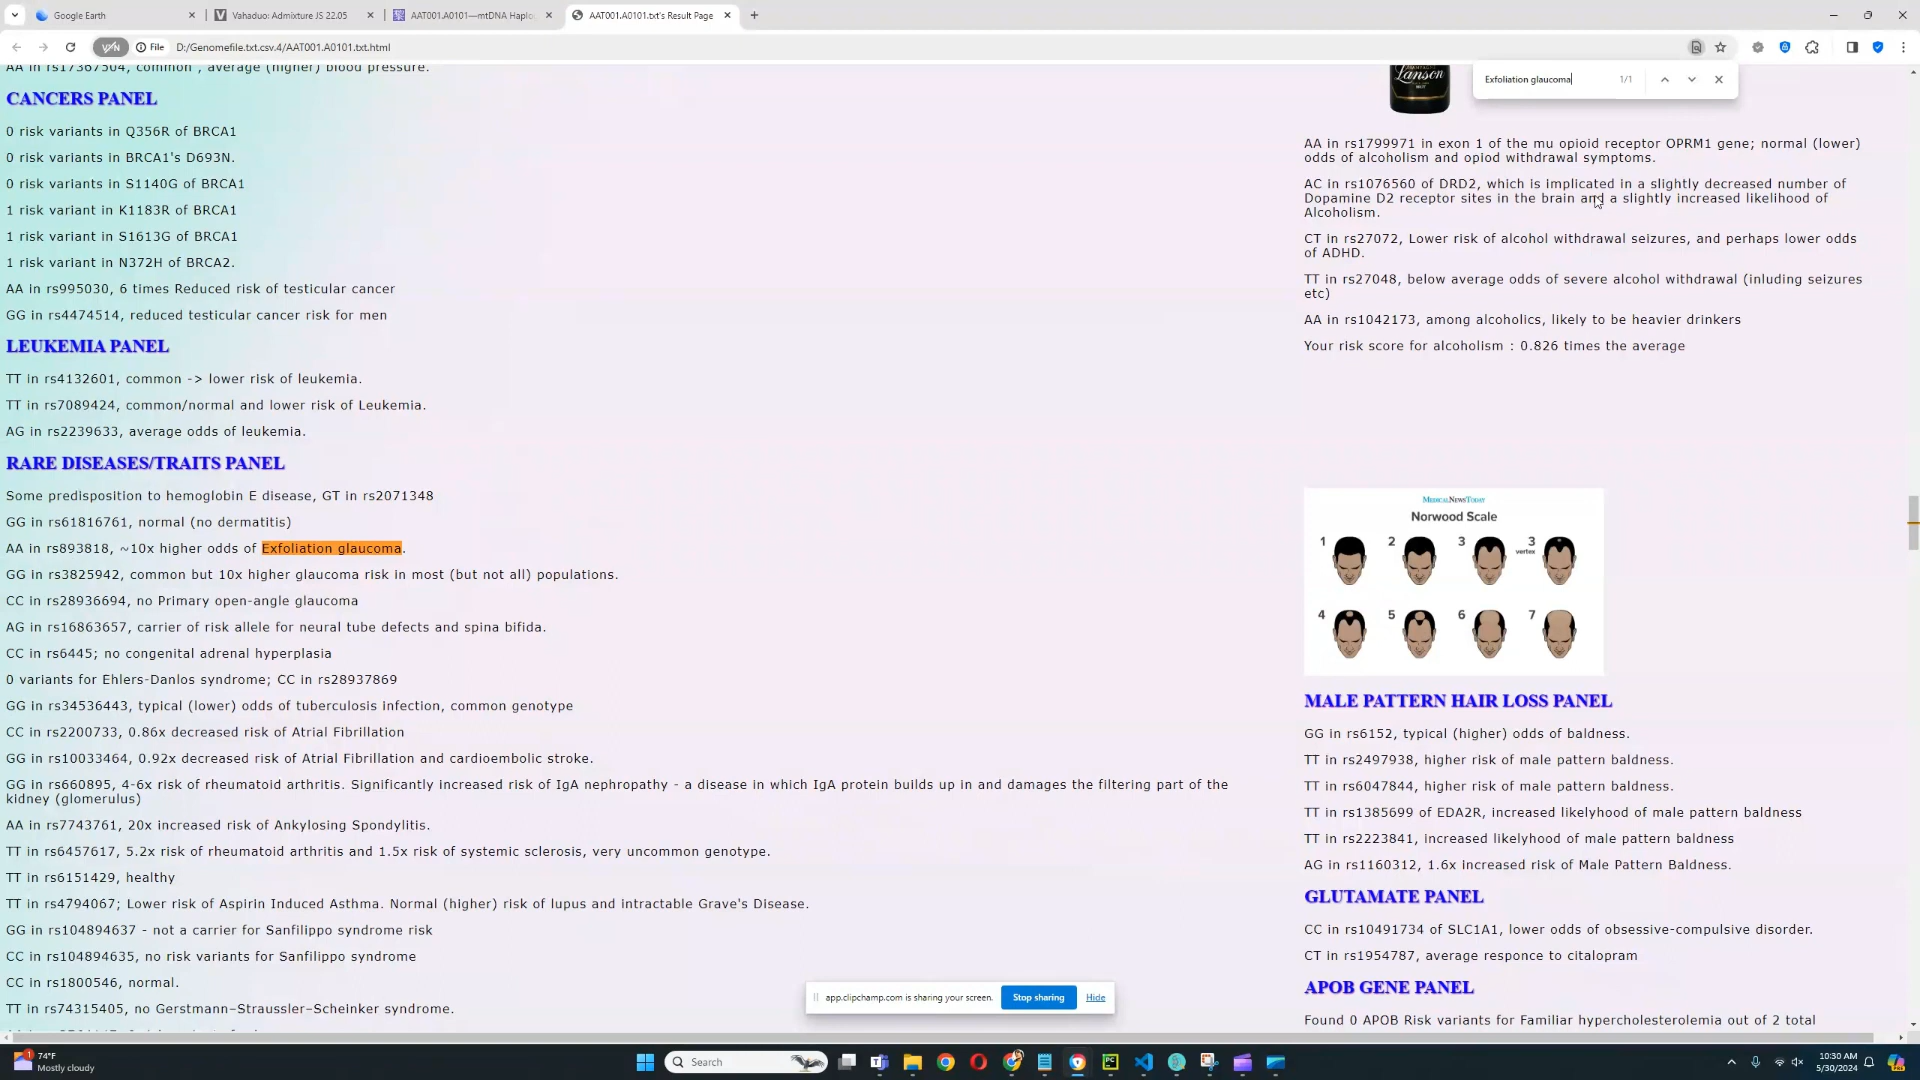 Google Earth
Vahaduo: Admixture JS 22.05
AAT001.A0101—mtDNA Haplo
AAT001.A0101.txt's Result Page
VPN
File
D:/Genomefile.txt.csv.4/AAT001.A0101.txt.html
Exfoliation glaucoma
1/1
AA in rs17367504, common , average (higher) blood pressure.
CANCERS PANEL
0 risk variants in Q356R of BRCA1
0 risk variants in BRCA1's D693N.
0 risk variants in S1140G of BRCA1
1 risk variant in K1183R of BRCA1
1 risk variant in S1613G of BRCA1
1 risk variant in N372H of BRCA2.
AA in rs995030, 6 times Reduced risk of testicular cancer
GG in rs4474514, reduced testicular cancer risk for men
LEUKEMIA PANEL
TT in rs4132601, common -> lower risk of leukemia.
TT in rs7089424, common/normal and lower risk of Leukemia.
AG in rs2239633, average odds of leukemia.
RARE DISEASES/TRAITS PANEL
Some predisposition to hemoglobin E disease, GT in rs2071348
GG in rs61816761, normal (no dermatitis)
AA in rs893818, ~10x higher odds of Exfoliation glaucoma.
GG in rs3825942, common but 10x higher glaucoma risk in most (but not all) populations.
CC in rs28936694, no Primary open-angle glaucoma
AG in rs16863657, carrier of risk allele for neural tube defects and spina bifida.
CC in rs6445; no congenital adrenal hyperplasia
0 variants for Ehlers-Danlos syndrome; CC in rs28937869
GG in rs34536443, typical (lower) odds of tuberculosis infection, common genotype
CC in rs2200733, 0.86x decreased risk of Atrial Fibrillation
GG in rs10033464, 0.92x decreased risk of Atrial Fibrillation and cardioembolic stroke.
GG in rs660895, 4-6x risk of rheumatoid arthritis. Significantly increased risk of IgA nephropathy - a disease in which IgA protein builds up in and damages the filtering part of the
kidney (glomerulus)
AA in rs7743761, 20x increased risk of Ankylosing Spondylitis.
TT in rs6457617, 5.2x risk of rheumatoid arthritis and 1.5x risk of systemic sclerosis, very uncommon genotype.
TT in rs6151429, healthy
TT in rs4794067; Lower risk of Aspirin Induced Asthma. Normal (higher) risk of lupus and intractable Grave's Disease.
GG in rs104894637 - not a carrier for Sanfilippo syndrome risk
CC in rs104894635, no risk variants for Sanfilippo syndrome
CC in rs1800546, normal.
TT in rs74315405, no Gerstmann–Straussler–Scheinker syndrome.
Lanson
AA in rs1799971 in exon 1 of the mu opioid receptor OPRM1 gene; normal (lower)
odds of alcoholism and opiod withdrawal symptoms.
AC in rs1076560 of DRD2, which is implicated in a slightly decreased number of
Dopamine D2 receptor sites in the brain and a slightly increased likelihood of
Alcoholism.
CT in rs27072, Lower risk of alcohol withdrawal seizures, and perhaps lower odds
of ADHD.
TT in rs27048, below average odds of severe alcohol withdrawal (inluding seizures
etc)
AA in rs1042173, among alcoholics, likely to be heavier drinkers
Your risk score for alcoholism : 0.826 times the average
MEDICALNEWSTODAY
Norwood Scale
1 2 3 3
vertex
4 5 6 7
MALE PATTERN HAIR LOSS PANEL
GG in rs6152, typical (higher) odds of baldness.
TT in rs2497938, higher risk of male pattern baldness.
TT in rs6047844, higher risk of male pattern baldness.
TT in rs1385699 of EDA2R, increased likelyhood of male pattern baldness
TT in rs2223841, increased likelyhood of male pattern baldness
AG in rs1160312, 1.6x increased risk of Male Pattern Baldness.
GLUTAMATE PANEL
CC in rs10491734 of SLC1A1, lower odds of obsessive-compulsive disorder.
CT in rs1954787, average responce to citalopram
APOB GENE PANEL
Found 0 APOB Risk variants for Familiar hypercholesterolemia out of 2 total
app.clipchamp.com is sharing your screen.
Stop sharing
Hide
1
74°F
Mostly cloudy
Search
10:30 AM
5/30/2024